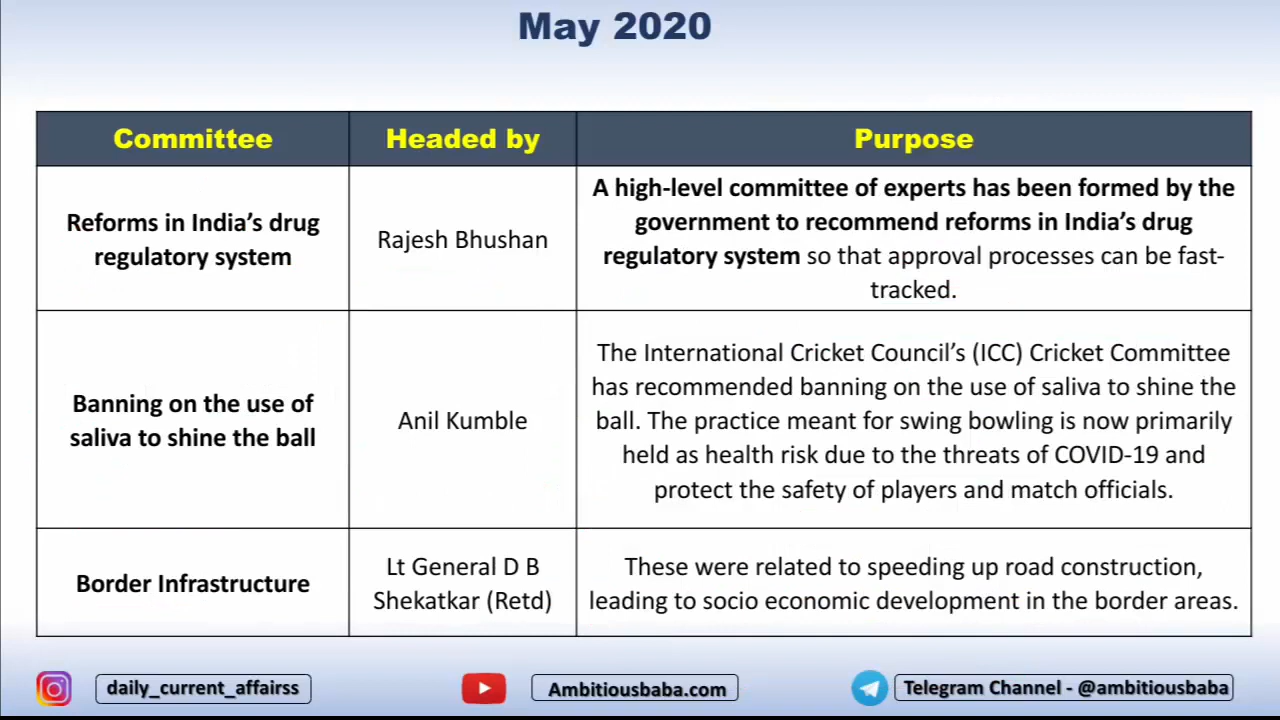 May 2020
Committee
Headed by
Purpose
Reforms in India’s drug
regulatory system
Rajesh Bhushan
A high-level committee of experts has been formed by the
government to recommend reforms in India’s drug
regulatory system so that approval processes can be fast-
tracked.
Banning on the use of
saliva to shine the ball
Anil Kumble
The International Cricket Council’s (ICC) Cricket Committee
has recommended banning on the use of saliva to shine the
ball. The practice meant for swing bowling is now primarily
held as health risk due to the threats of COVID-19 and
protect the safety of players and match officials.
Border Infrastructure
Lt General D B
Shekatkar (Retd)
These were related to speeding up road construction,
leading to socio economic development in the border areas.
daily_current_affairss
Ambitiousbaba.com
Telegram Channel - @ambitiousbaba